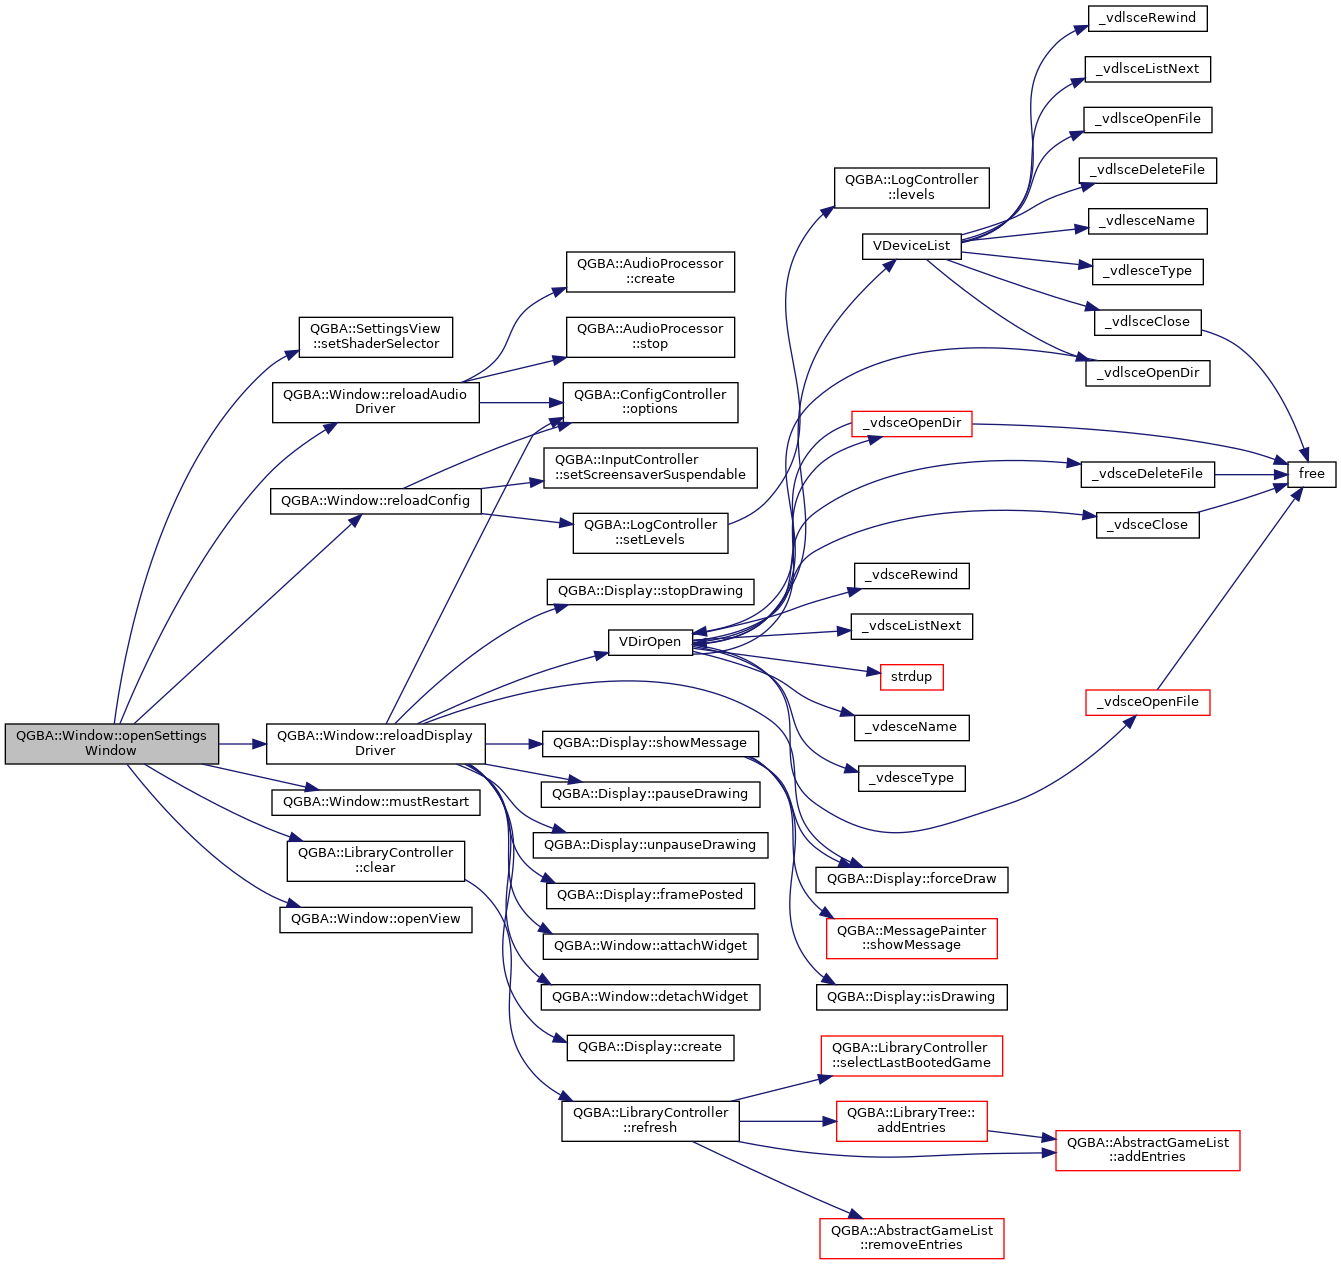 QGBA::Window::openSettings
Window
QGBA::SettingsView
::setShaderSelector
QGBA::Window::reloadAudio
Driver
QGBA::Window::reloadConfig
QGBA::Window::reloadDisplay
Driver
QGBA::Window::mustRestart
QGBA::LibraryController
::clear
QGBA::Window::openView
QGBA::AudioProcessor
::create
QGBA::AudioProcessor
::stop
QGBA::ConfigController
::options
QGBA::InputController
::setScreensaverSuspendable
QGBA::LogController
::setLevels
QGBA::Display::stopDrawing
VDirOpen
QGBA::Display::showMessage
QGBA::Display::pauseDrawing
QGBA::Display::unpauseDrawing
QGBA::Display::framePosted
QGBA::Window::attachWidget
QGBA::Window::detachWidget
QGBA::Display::create
QGBA::LibraryController
::refresh
QGBA::LogController
::levels
VDeviceList
_vdsceOpenDir
_vdsceRewind
_vdsceListNext
strdup
_vdesceName
_vdesceType
QGBA::Display::forceDraw
QGBA::MessagePainter
::showMessage
QGBA::Display::isDrawing
QGBA::LibraryController
::selectLastBootedGame
QGBA::LibraryTree::
addEntries
QGBA::AbstractGameList
::removeEntries
_vdlsceRewind
_vdlsceListNext
_vdlsceOpenFile
_vdlsceDeleteFile
_vdlesceName
_vdlesceType
_vdlsceClose
_vdlsceOpenDir
_vdsceDeleteFile
_vdsceClose
_vdsceOpenFile
QGBA::AbstractGameList
::addEntries
free